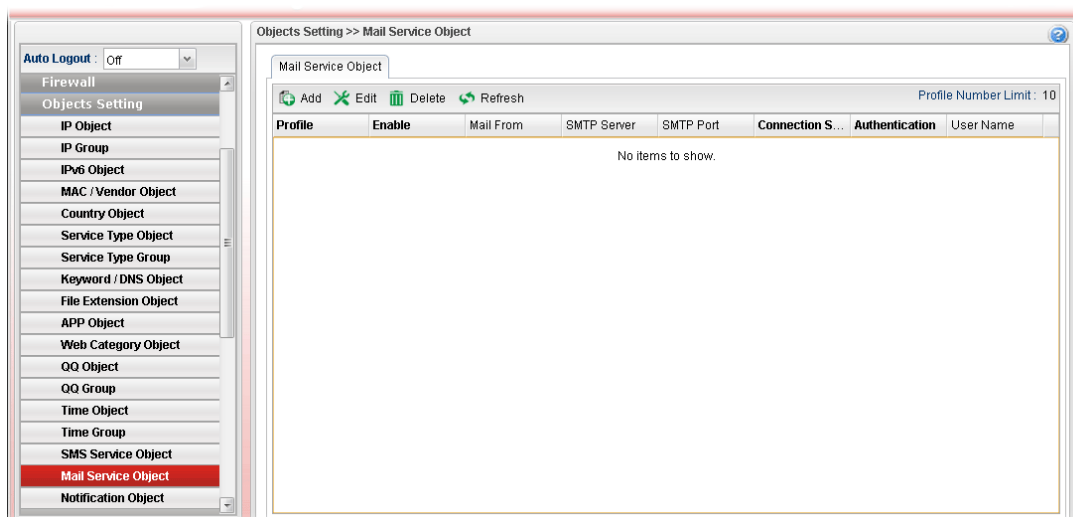 Objects Setting >> Mail Service Object
Auto Logout : Off
Firewall
Objects Setting
IP Object
IP Group
IPv6 Object
MAC / Vendor Object
Country Object
Service Type Object
Service Type Group
Keyword / DNS Object
File Extension Object
APP Object
Web Category Object
QQ Object
QQ Group
Time Object
Time Group
SMS Service Object
Mail Service Object
Notification Object
Mail Service Object
Add Edit Delete Refresh Profile Number Limit : 10
Profile Enable Mail From SMTP Server SMTP Port Connection S... Authentication User Name
No items to show.